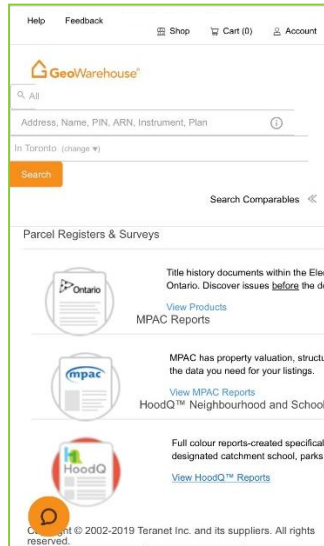 Help Feedback
Shop Cart (0) Account
GeoWarehouse
All
Address, Name, PIN, ARN, Instrument, Plan
In Toronto (change ▾)
Search
Search Comparables
Parcel Registers & Surveys
Ontario
Title history documents within the Elec
Ontario. Discover issues before the de
View Products
MPAC Reports
mpac
MPAC has property valuation, structu
the data you need for your listings.
View MPAC Reports
HoodQ™ Neighbourhood and School
HoodQ
Full colour reports-created specifical
designated catchment school, parks
View HoodQ™ Reports
© 2002-2019 Teranet Inc. and its suppliers. All rights
reserved.